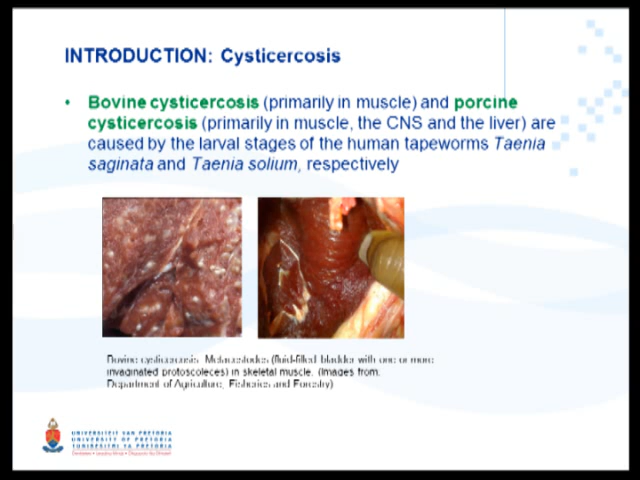 INTRODUCTION: Cysticercosis
• Bovine cysticercosis (primarily in muscle) and porcine
cysticercosis (primarily in muscle, the CNS and the liver) are
caused by the larval stages of the human tapeworms Taenia
saginata and Taenia solium, respectively
Bovine cysticercosis. Metacestodes (fluid-filled bladder with one or more
invaginated protoscoleces) in skeletal muscle. (Images from:
Department of Agriculture, Fisheries and Forestry)
UNIVERSITEIT VAN PRETORIA
UNIVERSITY OF PRETORIA
YUNIBESITHI YA PRETORIA